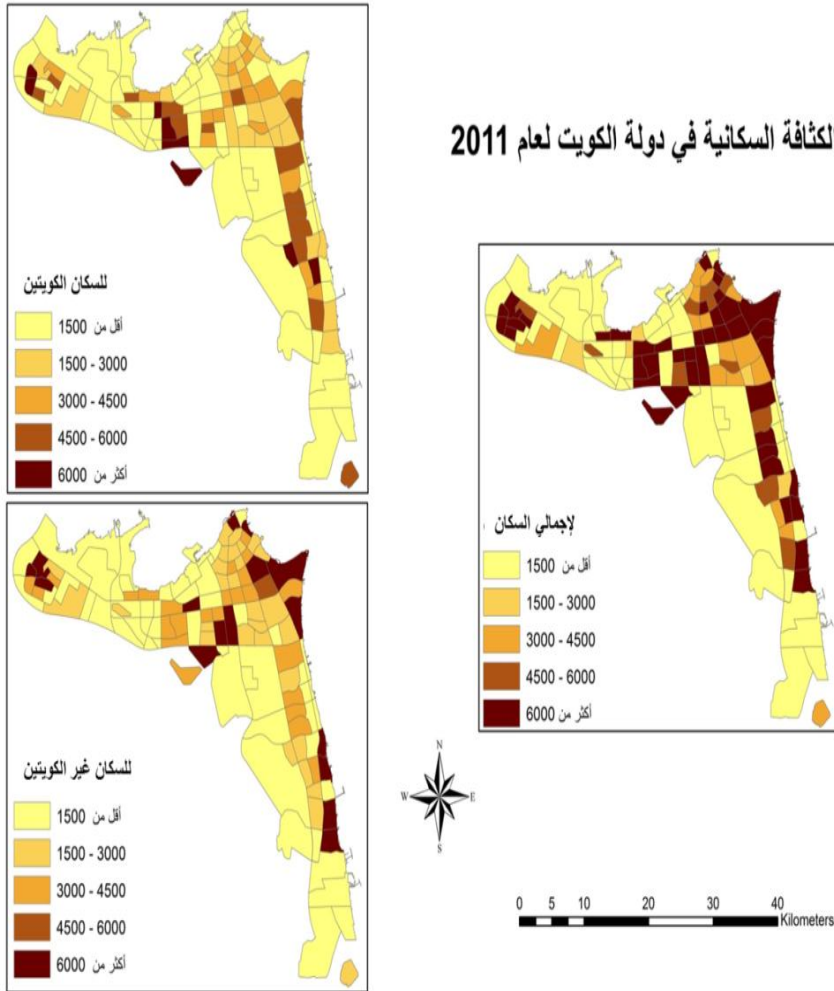 لكثافة السكانية في دولة الكويت لعام 2011
للسكان الكويتين
أقل من 1500
1500 - 3000
3000 - 4500
4500 - 6000
أكثر من 6000
لإجمالي السكان
أقل من 1500
1500 - 3000
3000 - 4500
4500 - 6000
أكثر من 6000
للسكان غير الكويتين
أقل من 1500
1500 - 3000
3000 - 4500
4500 - 6000
أكثر من 6000
N
W E
S
0 5 10 20 30 40
Kilometers